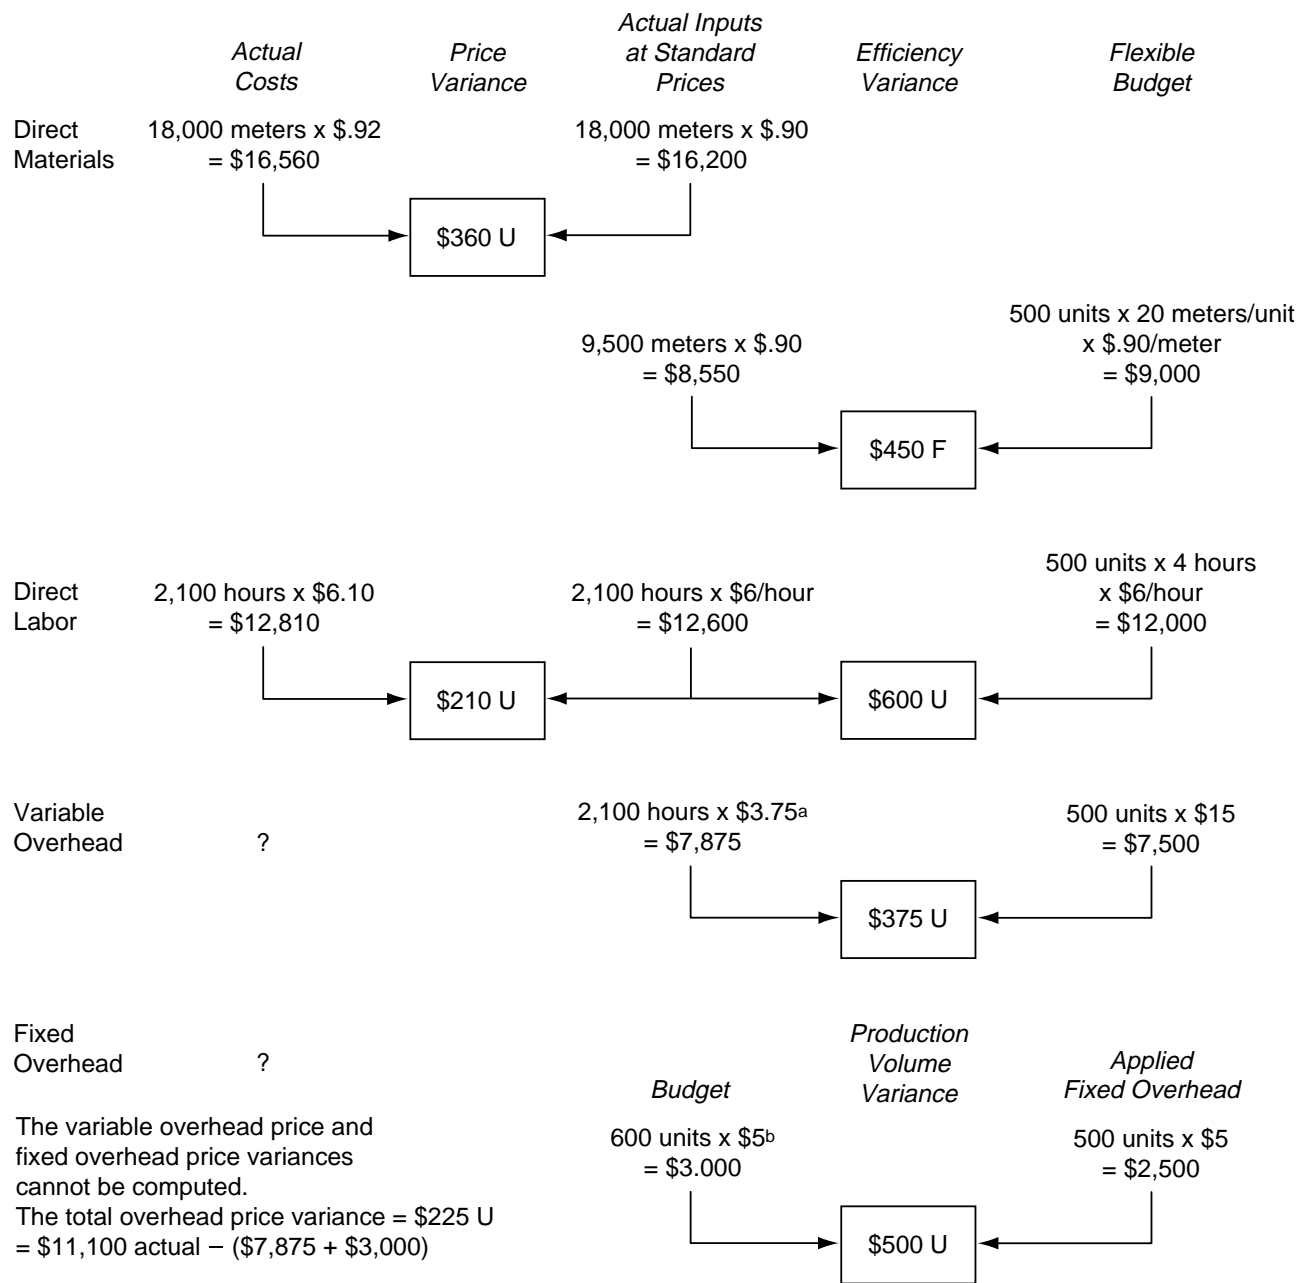 Actual
Costs
Price
Variance
Actual Inputs
at Standard
Prices
Efficiency
Variance
Flexible
Budget
Direct
Materials
18,000 meters x $.92
= $16,560
18,000 meters x $.90
= $16,200
$360 U
9,500 meters x $.90
= $8,550
500 units x 20 meters/unit
x $.90/meter
= $9,000
$450 F
Direct
Labor
2,100 hours x $6.10
= $12,810
2,100 hours x $6/hour
= $12,600
500 units x 4 hours
x $6/hour
= $12,000
$210 U
$600 U
Variable
Overhead
?
2,100 hours x $3.75a
= $7,875
500 units x $15
= $7,500
$375 U
Fixed
Overhead
?
Budget
Production
Volume
Variance
Applied
Fixed Overhead
600 units x $5b
= $3.000
500 units x $5
= $2,500
$500 U
The variable overhead price and
fixed overhead price variances
cannot be computed.
The total overhead price variance = $225 U
= $11,100 actual – ($7,875 + $3,000)